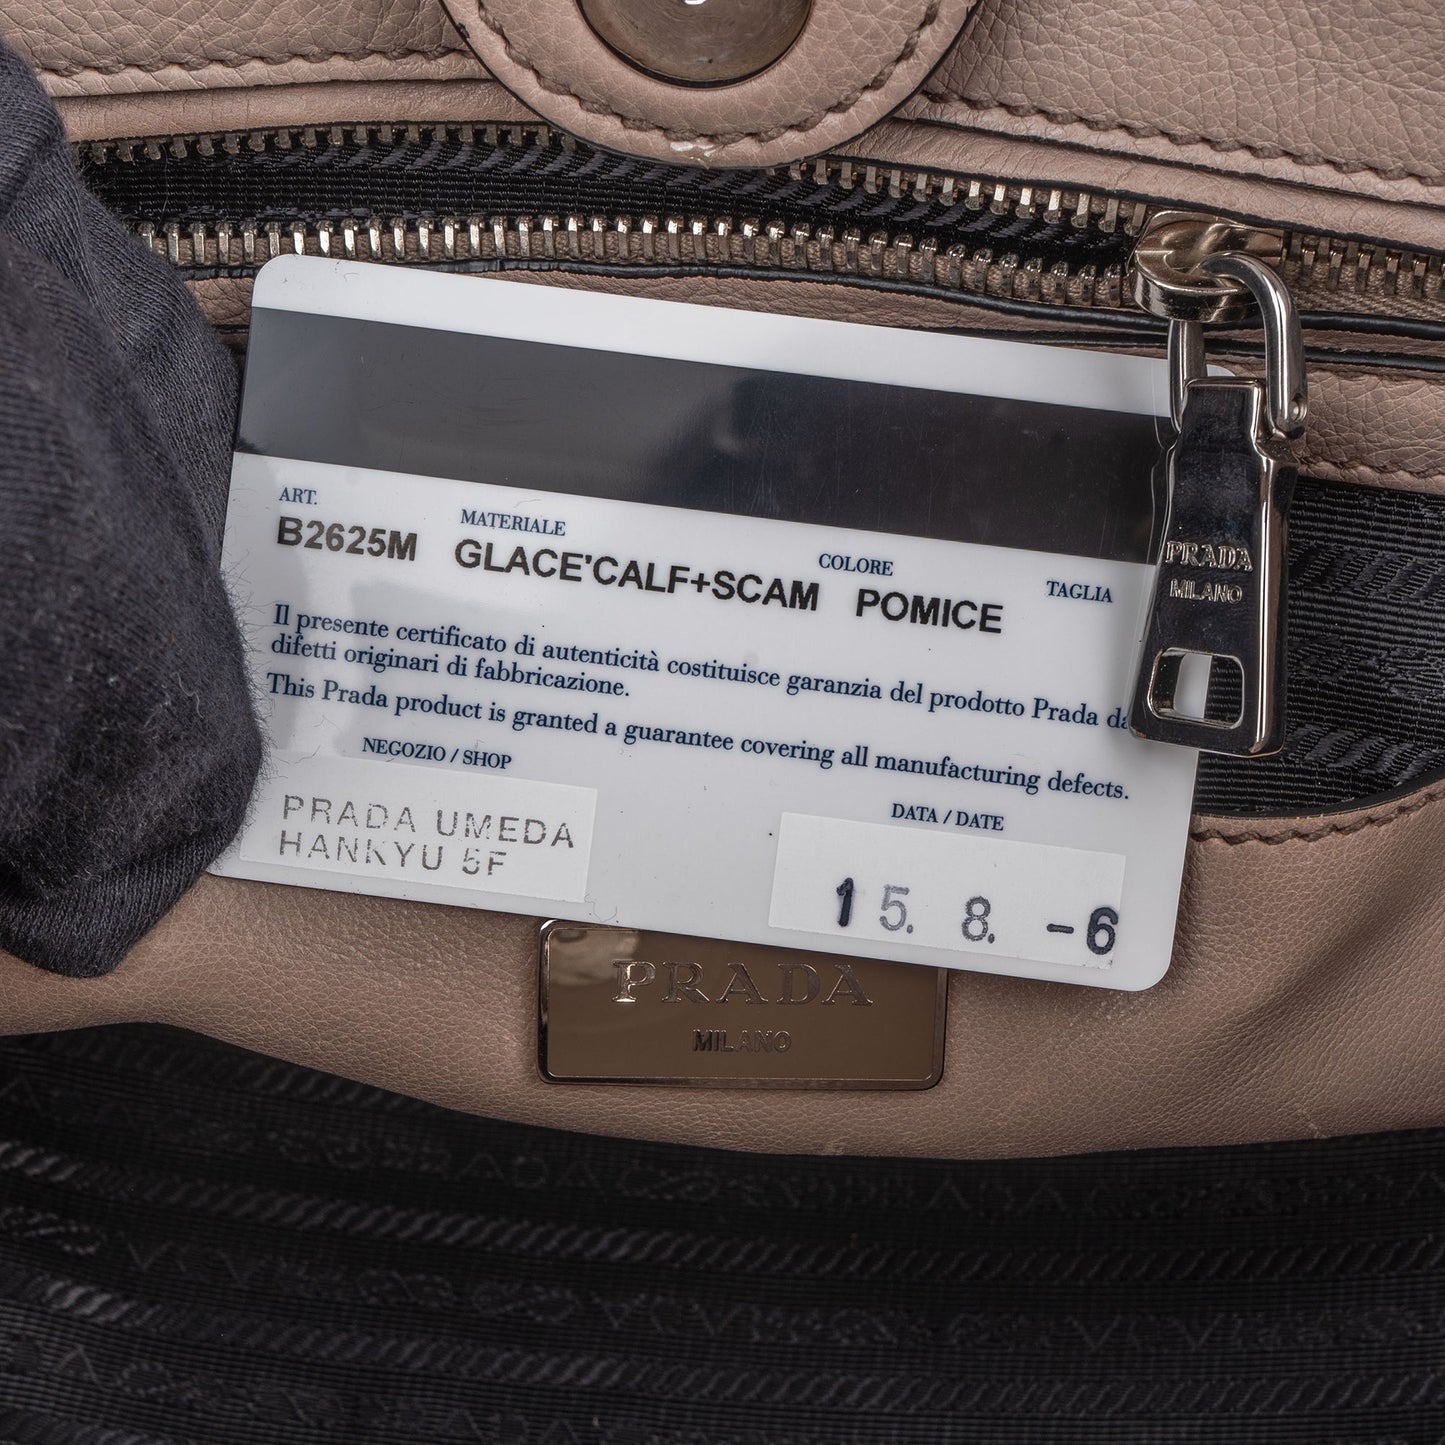 ART.
MATERIALE
COLORE
TAGLIA
B2625M GLACE'CALF+SCAM POMICE
Il presente certificato di autenticità costituisce garanzia del prodotto Prada da
difetti originari di fabbricazione.
This Prada product is granted a guarantee covering all manufacturing defects.
NEGOZIO / SHOP
PRADA UMEDA
HANKYU 5F
DATA / DATE
15. 8. -6
PRADA
MILANO
PRADA
MILANO